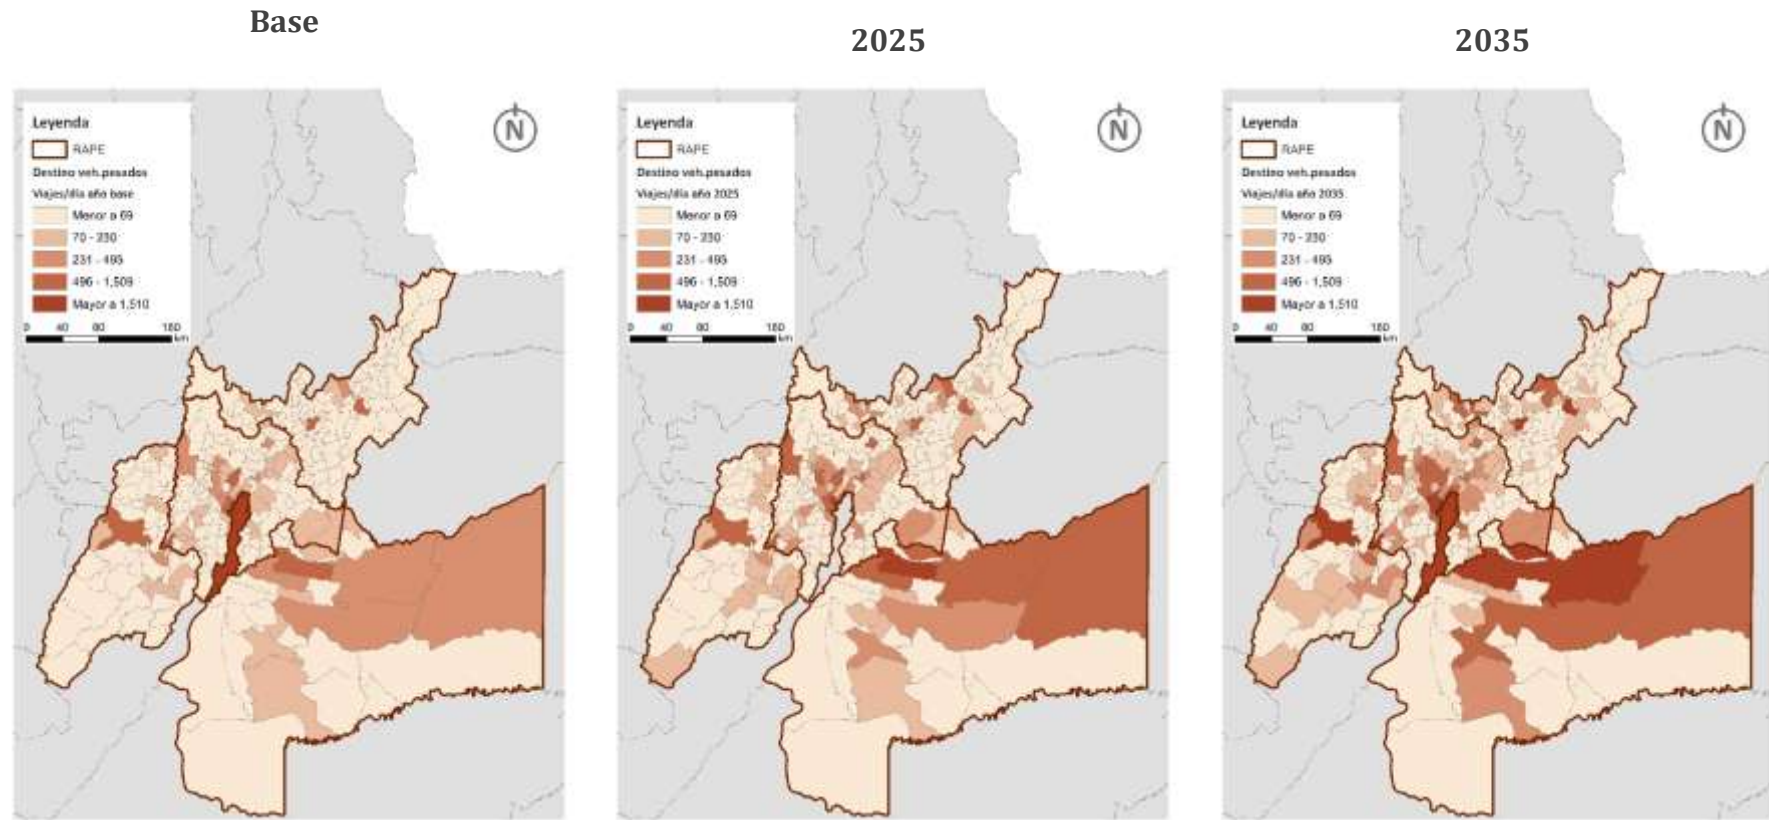 Base
2025
2035
N
Leyenda
RAPE
Destino veh.pesados
Viajes/día año base
Menor a 69
70 - 230
231 - 495
496 - 1,509
Mayor a 1,510
0 40 80 160
km
N
Leyenda
RAPE
Destino veh.pesados
Viajes/día año 2025
Menor a 69
70 - 230
231 - 495
496 - 1,509
Mayor a 1,510
0 40 80 160
km
N
Leyenda
RAPE
Destino veh.pesados
Viajes/día año 2035
Menor a 69
70 - 230
231 - 495
496 - 1,509
Mayor a 1,510
0 40 80 160
km